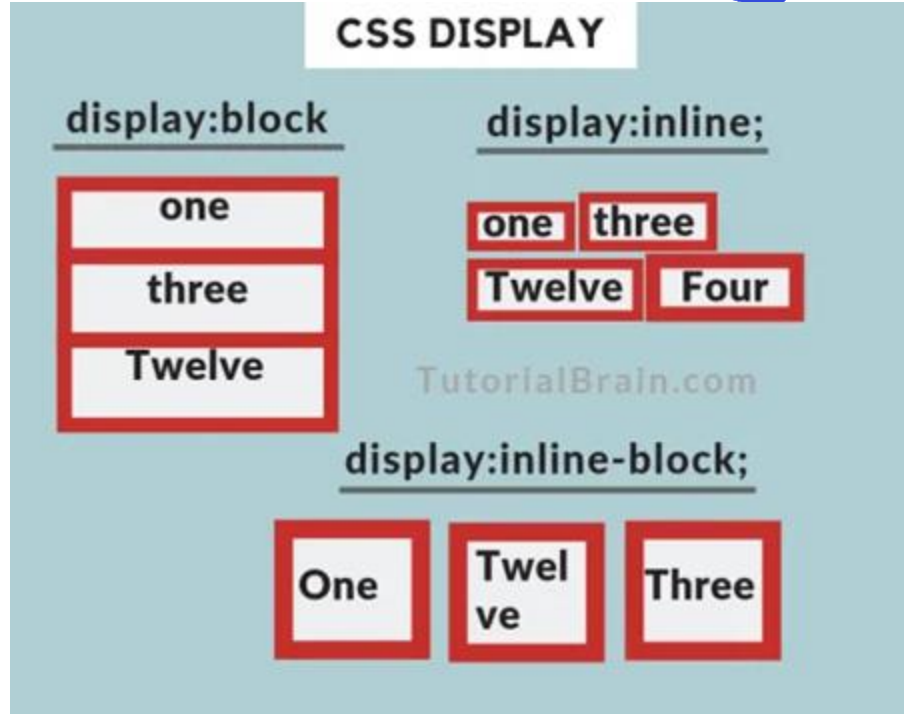 CSS DISPLAY
display:block
one
three
Twelve
display:inline;
one three
Twelve Four
TutorialBrain.com
display:inline-block;
One
Twel
ve
Three